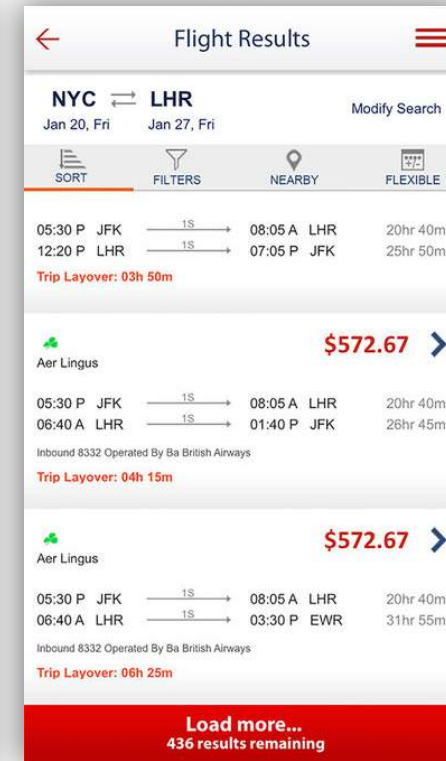 Flight Results
NYC LHR
Jan 20, Fri Jan 27, Fri
Modify Search
SORT FILTERS NEARBY FLEXIBLE
05:30 P JFK 1S 08:05 A LHR 20hr 40m
12:20 P LHR 1S 07:05 P JFK 25hr 50m
Trip Layover: 03h 50m
$572.67
Aer Lingus
05:30 P JFK 1S 08:05 A LHR 20hr 40m
06:40 A LHR 1S 01:40 P JFK 26hr 45m
Inbound 8332 Operated By Ba British Airways
Trip Layover: 04h 15m
$572.67
Aer Lingus
05:30 P JFK 1S 08:05 A LHR 20hr 40m
06:40 A LHR 1S 03:30 P EWR 31hr 55m
Inbound 8332 Operated By Ba British Airways
Trip Layover: 06h 25m
Load more...
436 results remaining